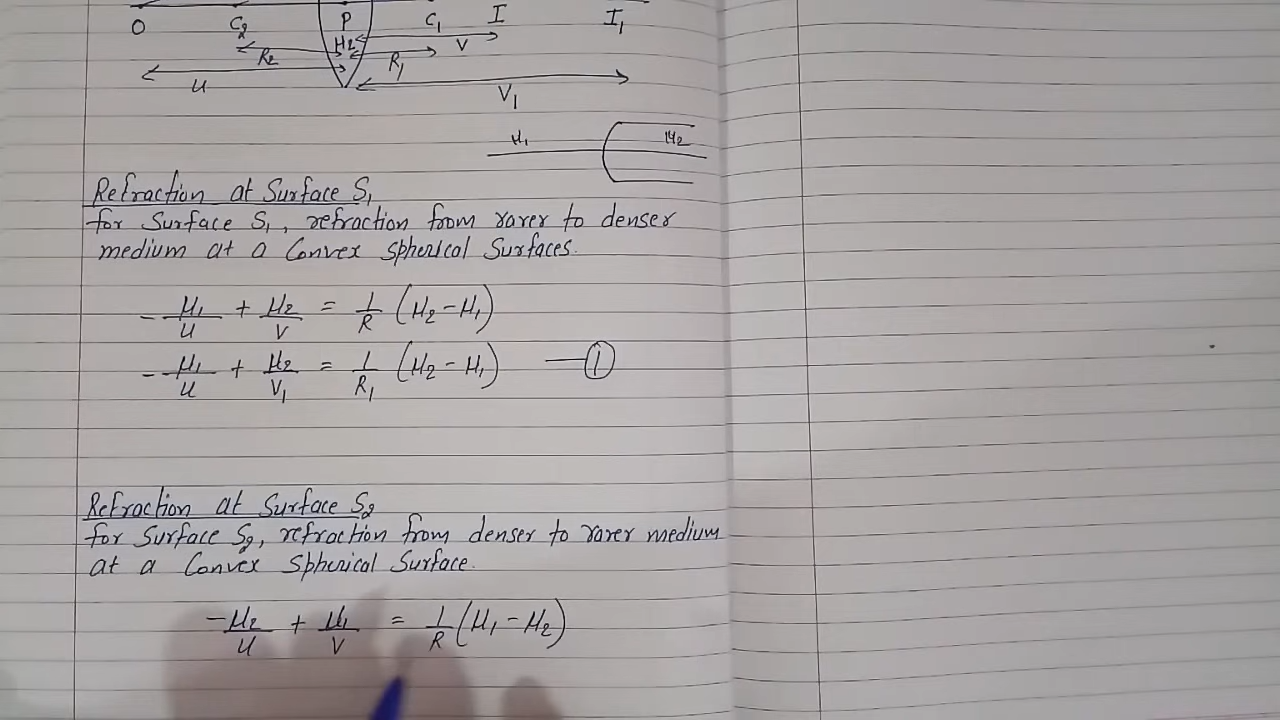 O C₂ P C₁ I I₁
μ₂
R₂ R₁ V
u V₁
μ₁ μ₂
Refraction at Surface S₁
for Surface S₁, refraction from rarer to denser
medium at a Convex Spherical Surfaces.
- μ₁/u + μ₂/V = 1/R (μ₂ - μ₁)
- μ₁/u + μ₂/V₁ = 1/R₁ (μ₂ - μ₁) — ①
Refraction at Surface S₂
for Surface S₂, refraction from denser to rarer medium
at a Convex Spherical Surface.
- μ₂/u + μ₁/V = 1/R (μ₁ - μ₂)